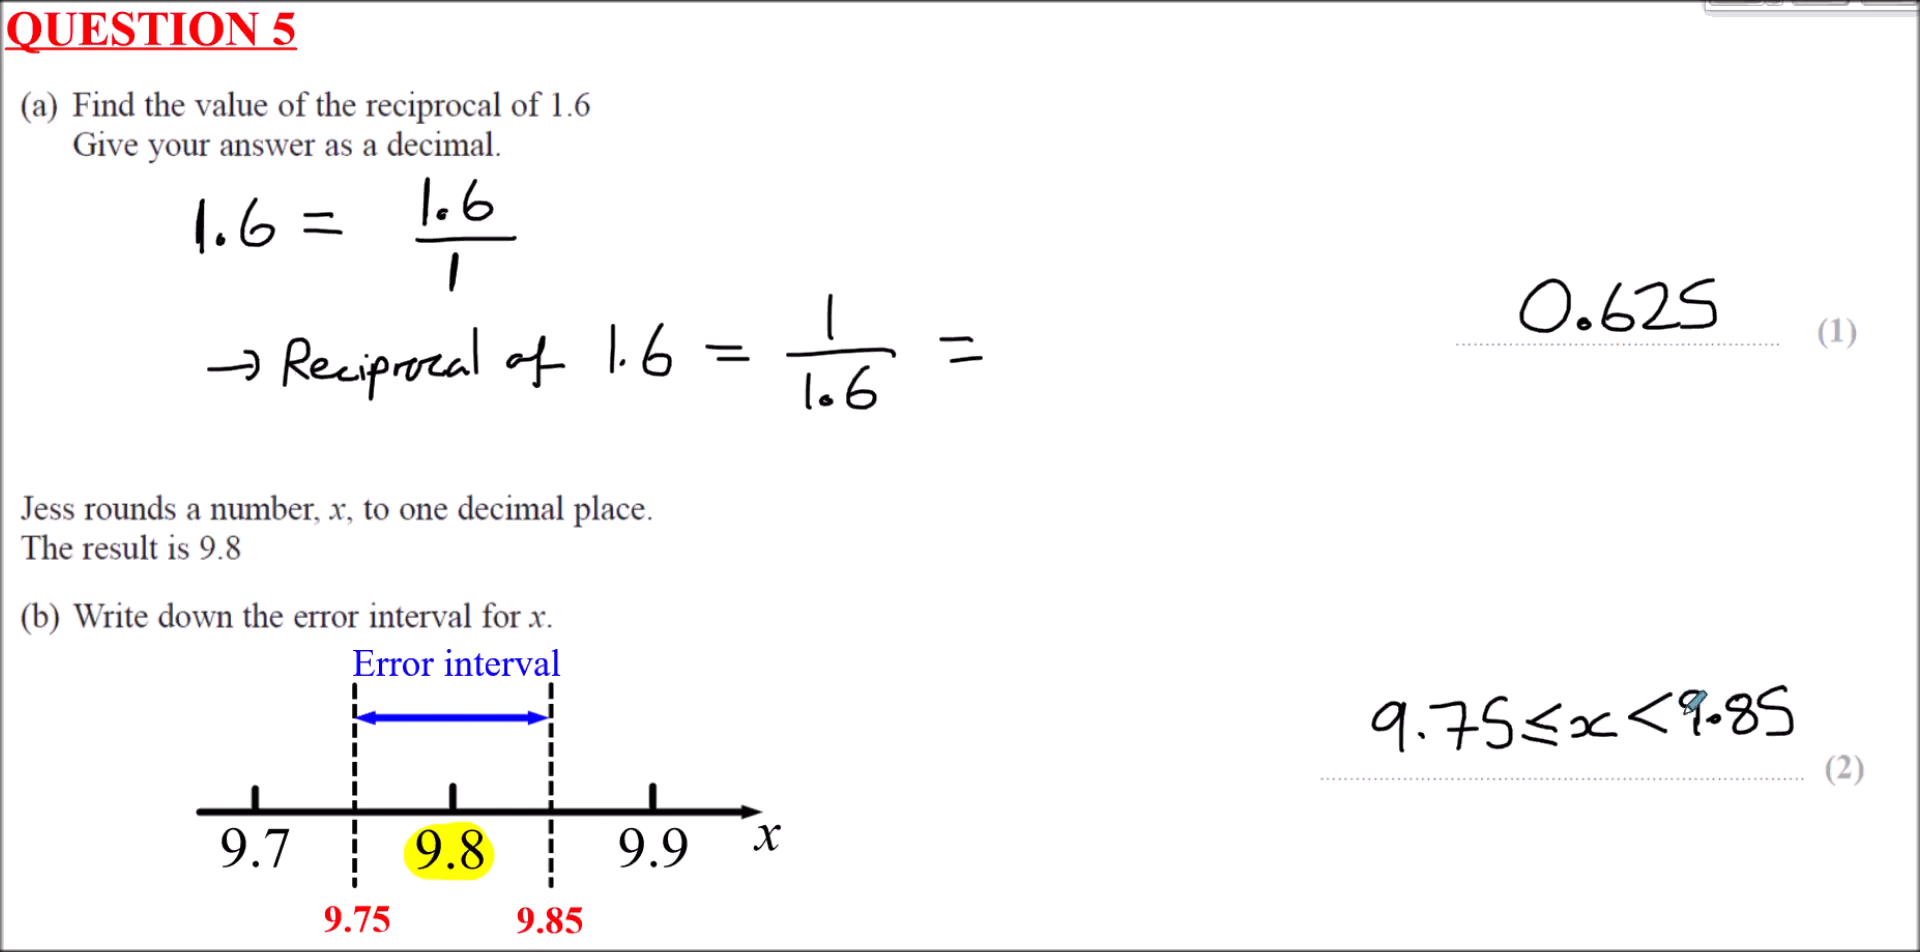 QUESTION 5
(a) Find the value of the reciprocal of 1.6
Give your answer as a decimal.
1.6 = 1.6/1
→ Reciprocal of 1.6 = 1/1.6 =
0.625
(1)
Jess rounds a number, x, to one decimal place.
The result is 9.8
(b) Write down the error interval for x.
Error interval
9.7 9.8 9.9 x
9.75 9.85
9.75 ≤ x < 9.85
(2)